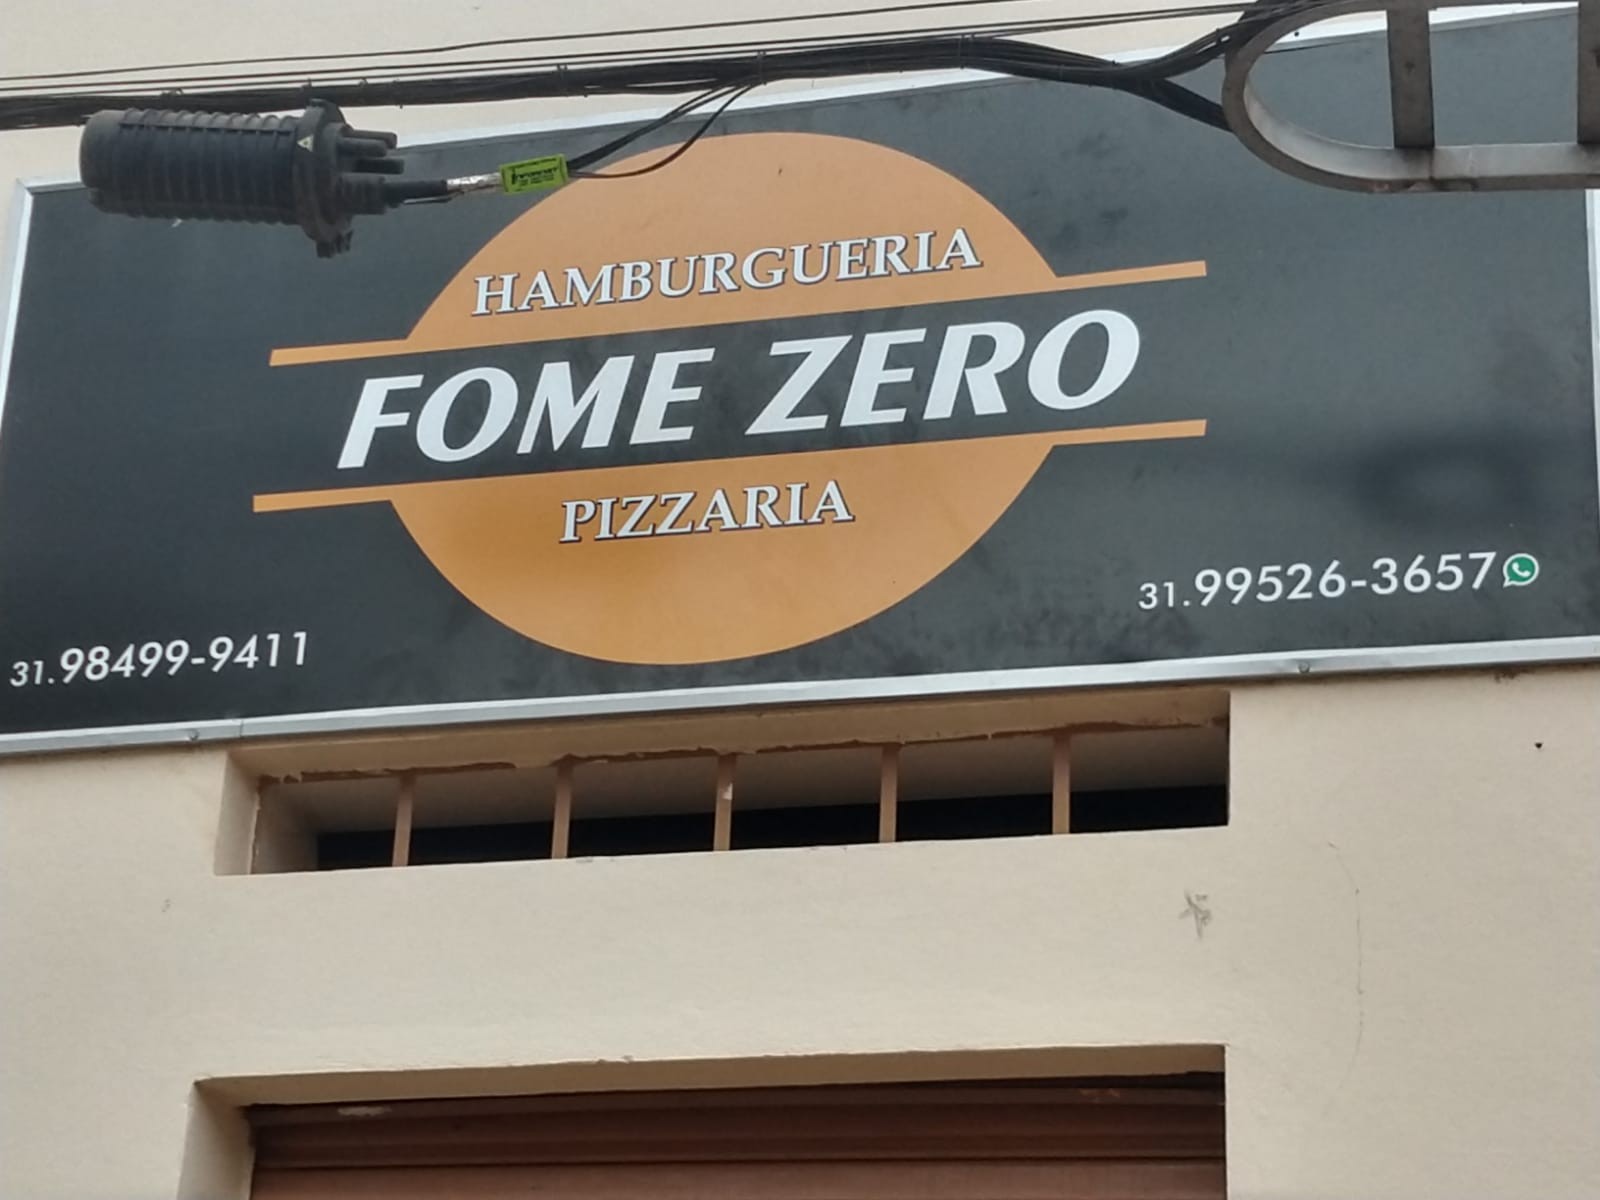 HAMBURGUERIA
FOME ZERO
PIZZARIA
31.99526-3657
31.98499-9411